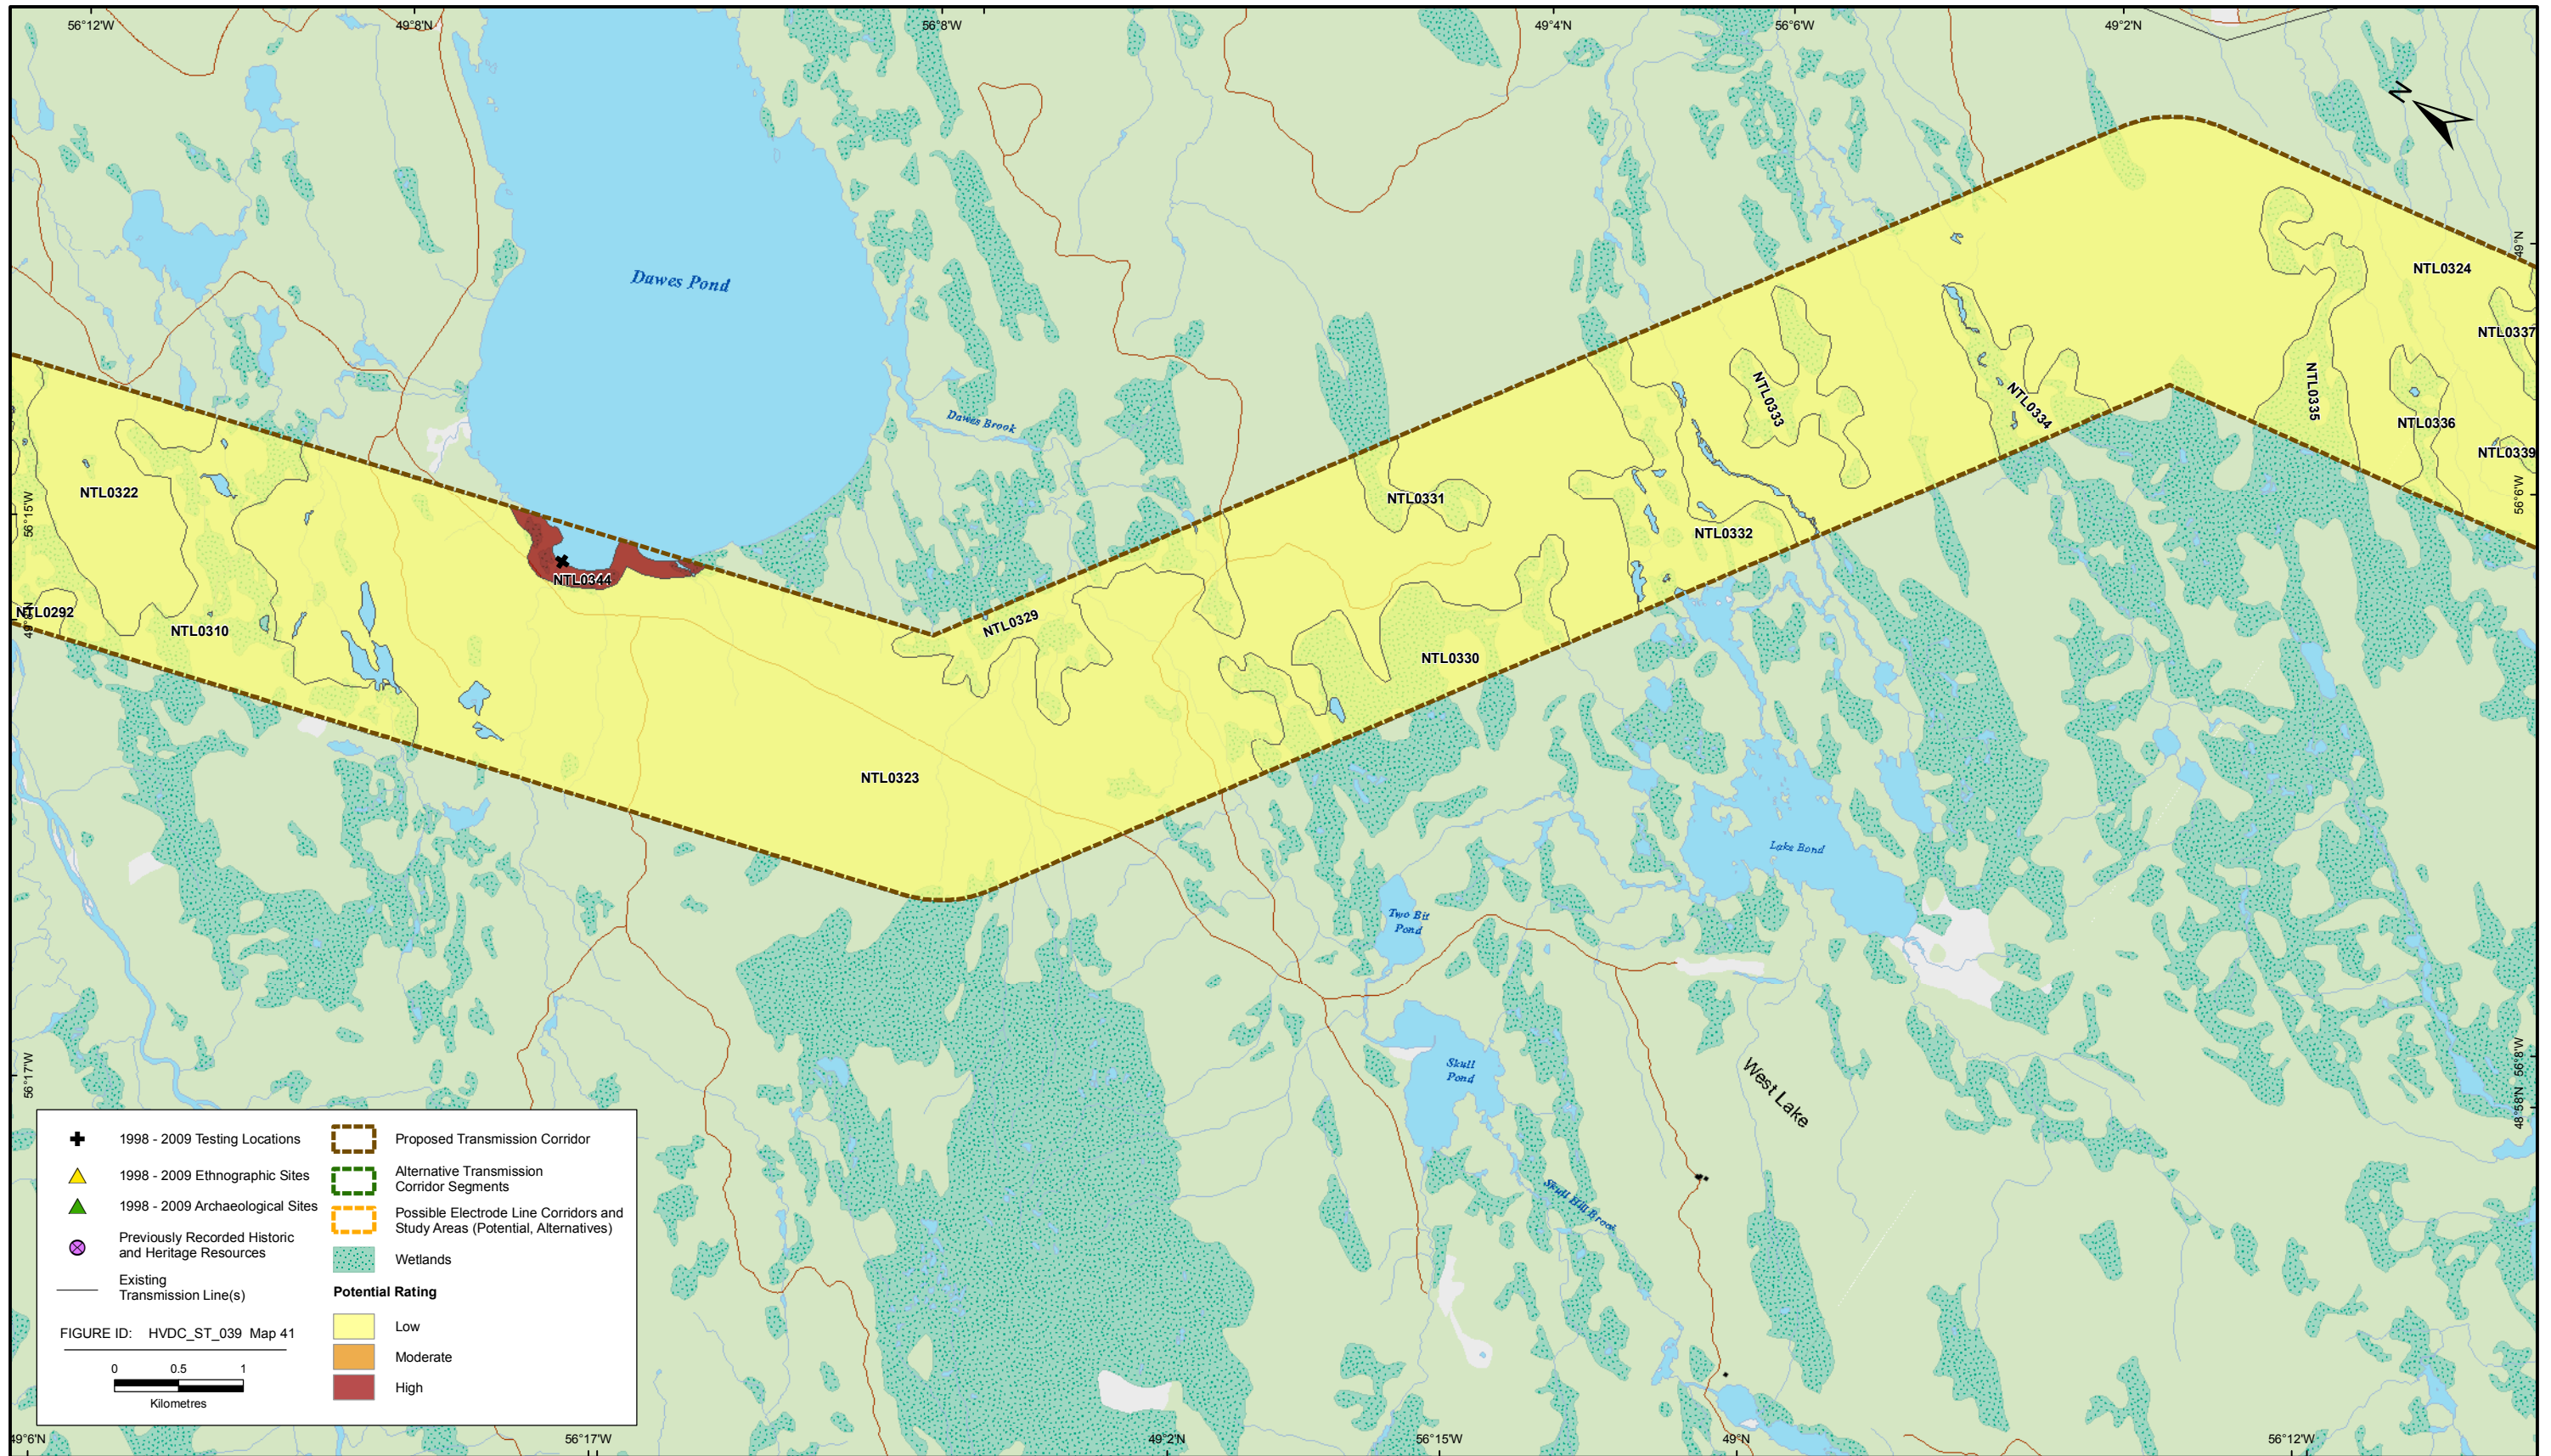 56°12'W
49°8'N
56°8'W
49°4'N
56°6'W
49°2'N
N
49°N
Dawes Pond
NTL0324
NTL0337
NTL0333
NTL0334
NTL0335
Dawes Brook
NTL0336
NTL0339
NTL0322
NTL0331
56°15'W
56°6'W
NTL0332
NTL0344
NTL0292
NTL0310
NTL0329
NTL0330
NTL0323
Lake Bond
Two Bit
Pond
Skull
Pond
West Lake
56°17'W
56°8'W
48°58'N
Skull Hill Brook
1998 - 2009 Testing Locations
1998 - 2009 Ethnographic Sites
1998 - 2009 Archaeological Sites
Previously Recorded Historic
and Heritage Resources
Existing
Transmission Line(s)
FIGURE ID: HVDC_ST_039 Map 41
0 0.5 1
Kilometres
Proposed Transmission Corridor
Alternative Transmission
Corridor Segments
Possible Electrode Line Corridors and
Study Areas (Potential, Alternatives)
Wetlands
Potential Rating
Low
Moderate
High
49°6'N
56°17'W
49°2'N
56°15'W
49°N
56°12'W